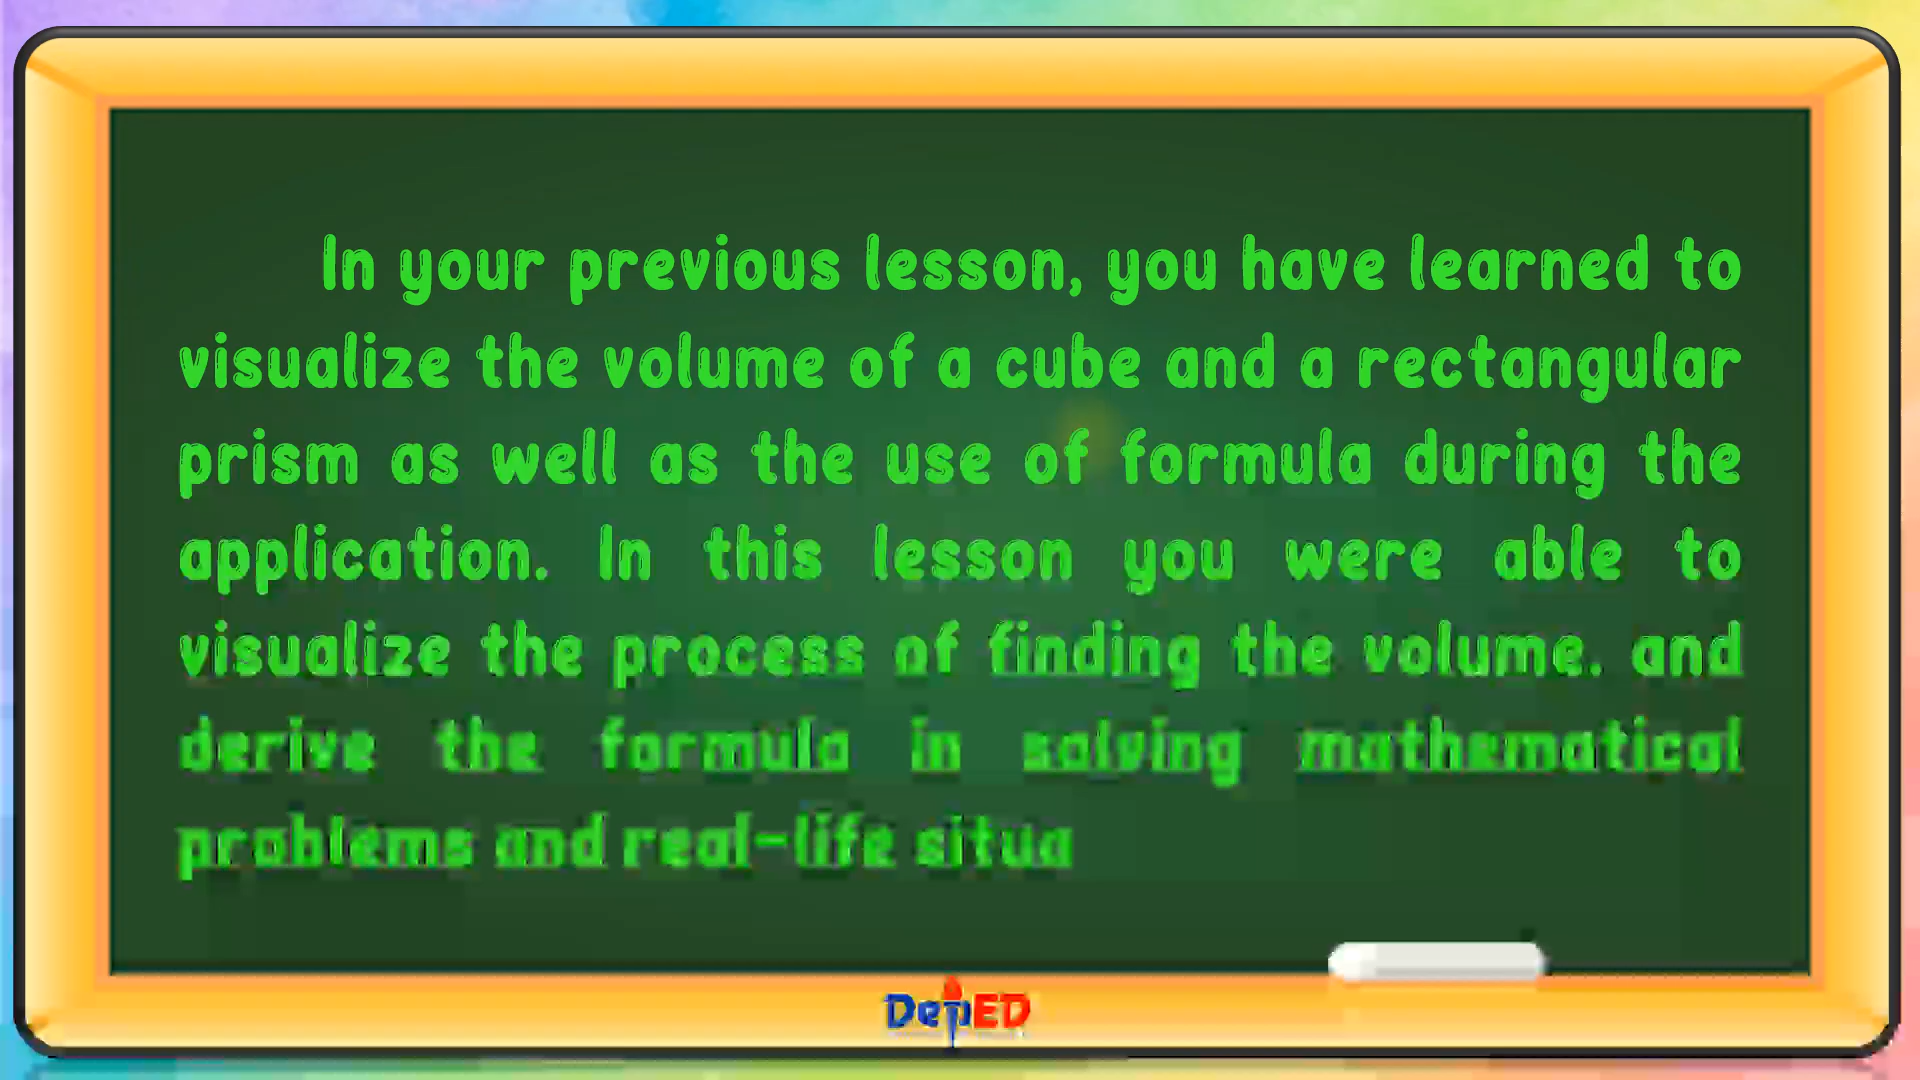 In your previous lesson, you have learned to
visualize the volume of a cube and a rectangular
prism as well as the use of formula during the
application. In this lesson you were able to
visualize the process of finding the volume. and
derive the formula in solving mathematical
problems and real-life situa
DepED